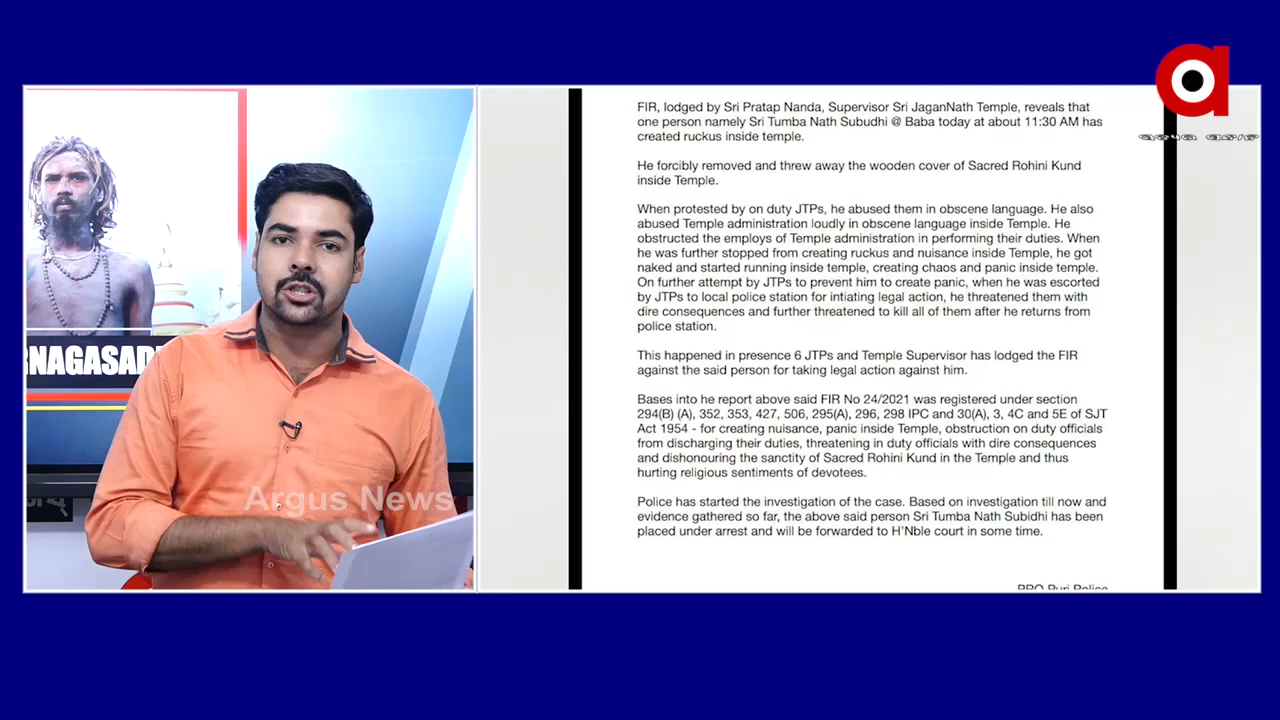 FIR, lodged by Sri Pratap Nanda, Supervisor Sri JaganNath Temple, reveals that
one person namely Sri Tumba Nath Subudhi @ Baba today at about 11:30 AM has
created ruckus inside temple.
He forcibly removed and threw away the wooden cover of Sacred Rohini Kund
inside Temple.
When protested by on duty JTPs, he abused them in obscene language. He also
abused Temple administration loudly in obscene language inside Temple. He
obstructed the employs of Temple administration in performing their duties. When
he was further stopped from creating ruckus and nuisance inside Temple, he got
naked and started running inside temple, creating chaos and panic inside temple.
On further attempt by JTPs to prevent him to create panic, when he was escorted
by JTPs to local police station for intiating legal action, he threatened them with
dire consequences and further threatened to kill all of them after he returns from
police station.
This happened in presence 6 JTPs and Temple Supervisor has lodged the FIR
against the said person for taking legal action against him.
Bases into he report above said FIR No 24/2021 was registered under section
294(B) (A), 352, 353, 427, 506, 295(A), 296, 298 IPC and 30(A), 3, 4C and 5E of SJT
Act 1954 - for creating nuisance, panic inside Temple, obstruction on duty officials
from discharging their duties, threatening in duty officials with dire consequences
and dishonouring the sanctity of Sacred Rohini Kund in the Temple and thus
hurting religious sentiments of devotees.
Police has started the investigation of the case. Based on investigation till now and
evidence gathered so far, the above said person Sri Tumba Nath Subidhi has been
placed under arrest and will be forwarded to H'Nble court in some time.
PRO Puri Police
RNAGASAD
Argus News